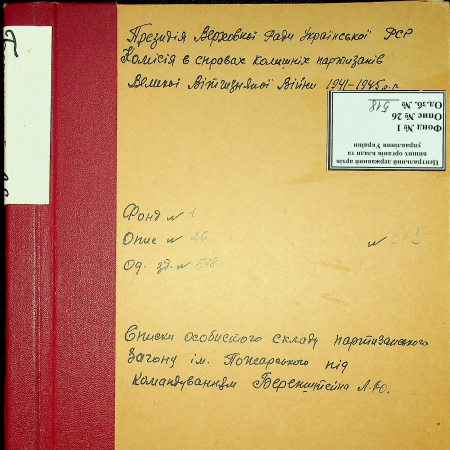 Президія Верховної Ради Української РСР
Комісія в справах колишніх партизанів
Великої Вітчизняної Війни 1941-1945 р.р.
Центральний державний архів
вищих органів влади та
управління України
Фонд № 1
Опис № 26
Од.зб. № 518
Фонд № 1
Опис № 26
№
Од. зб. № 518
Списки особистого складу партизанського
загону ім. Пожарського під
командуванням Беренштейна Л.Ю.